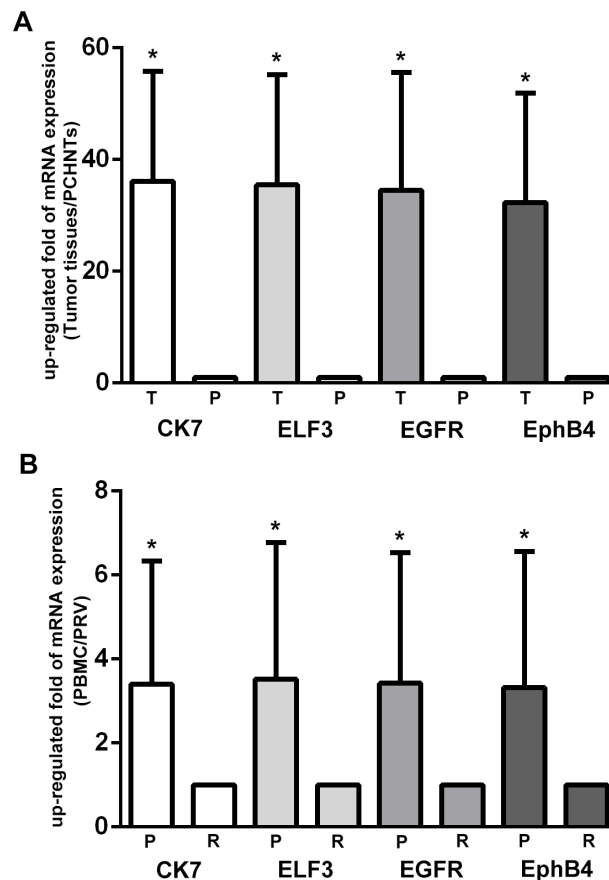 A
up-regulated fold of mRNA expression
(Tumor tissues/PCHNTs)
60
40
20
0
* * * *
T P T P T P T P
CK7 ELF3 EGFR EphB4
B
up-regulated fold of mRNA expression
(PBMC/PRV)
8
6
4
2
0
* * * *
P R P R P R P R
CK7 ELF3 EGFR EphB4